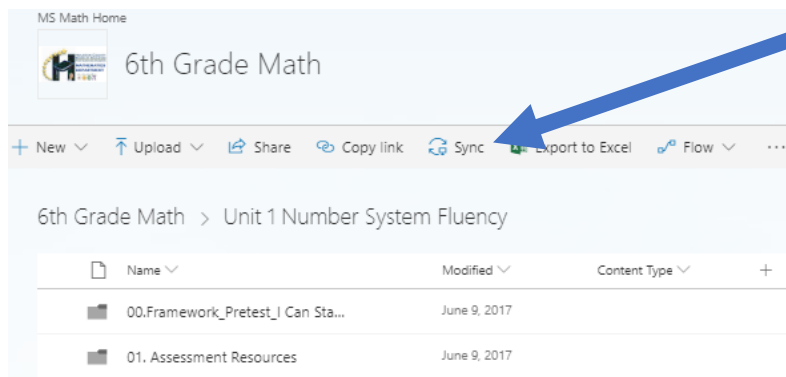 MS Math Home
6th Grade Math
New Upload Share Copy link Sync Export to Excel Flow ...
6th Grade Math > Unit 1 Number System Fluency
Name Modified Content Type
00.Framework_Pretest_I Can Sta... June 9, 2017
01. Assessment Resources June 9, 2017